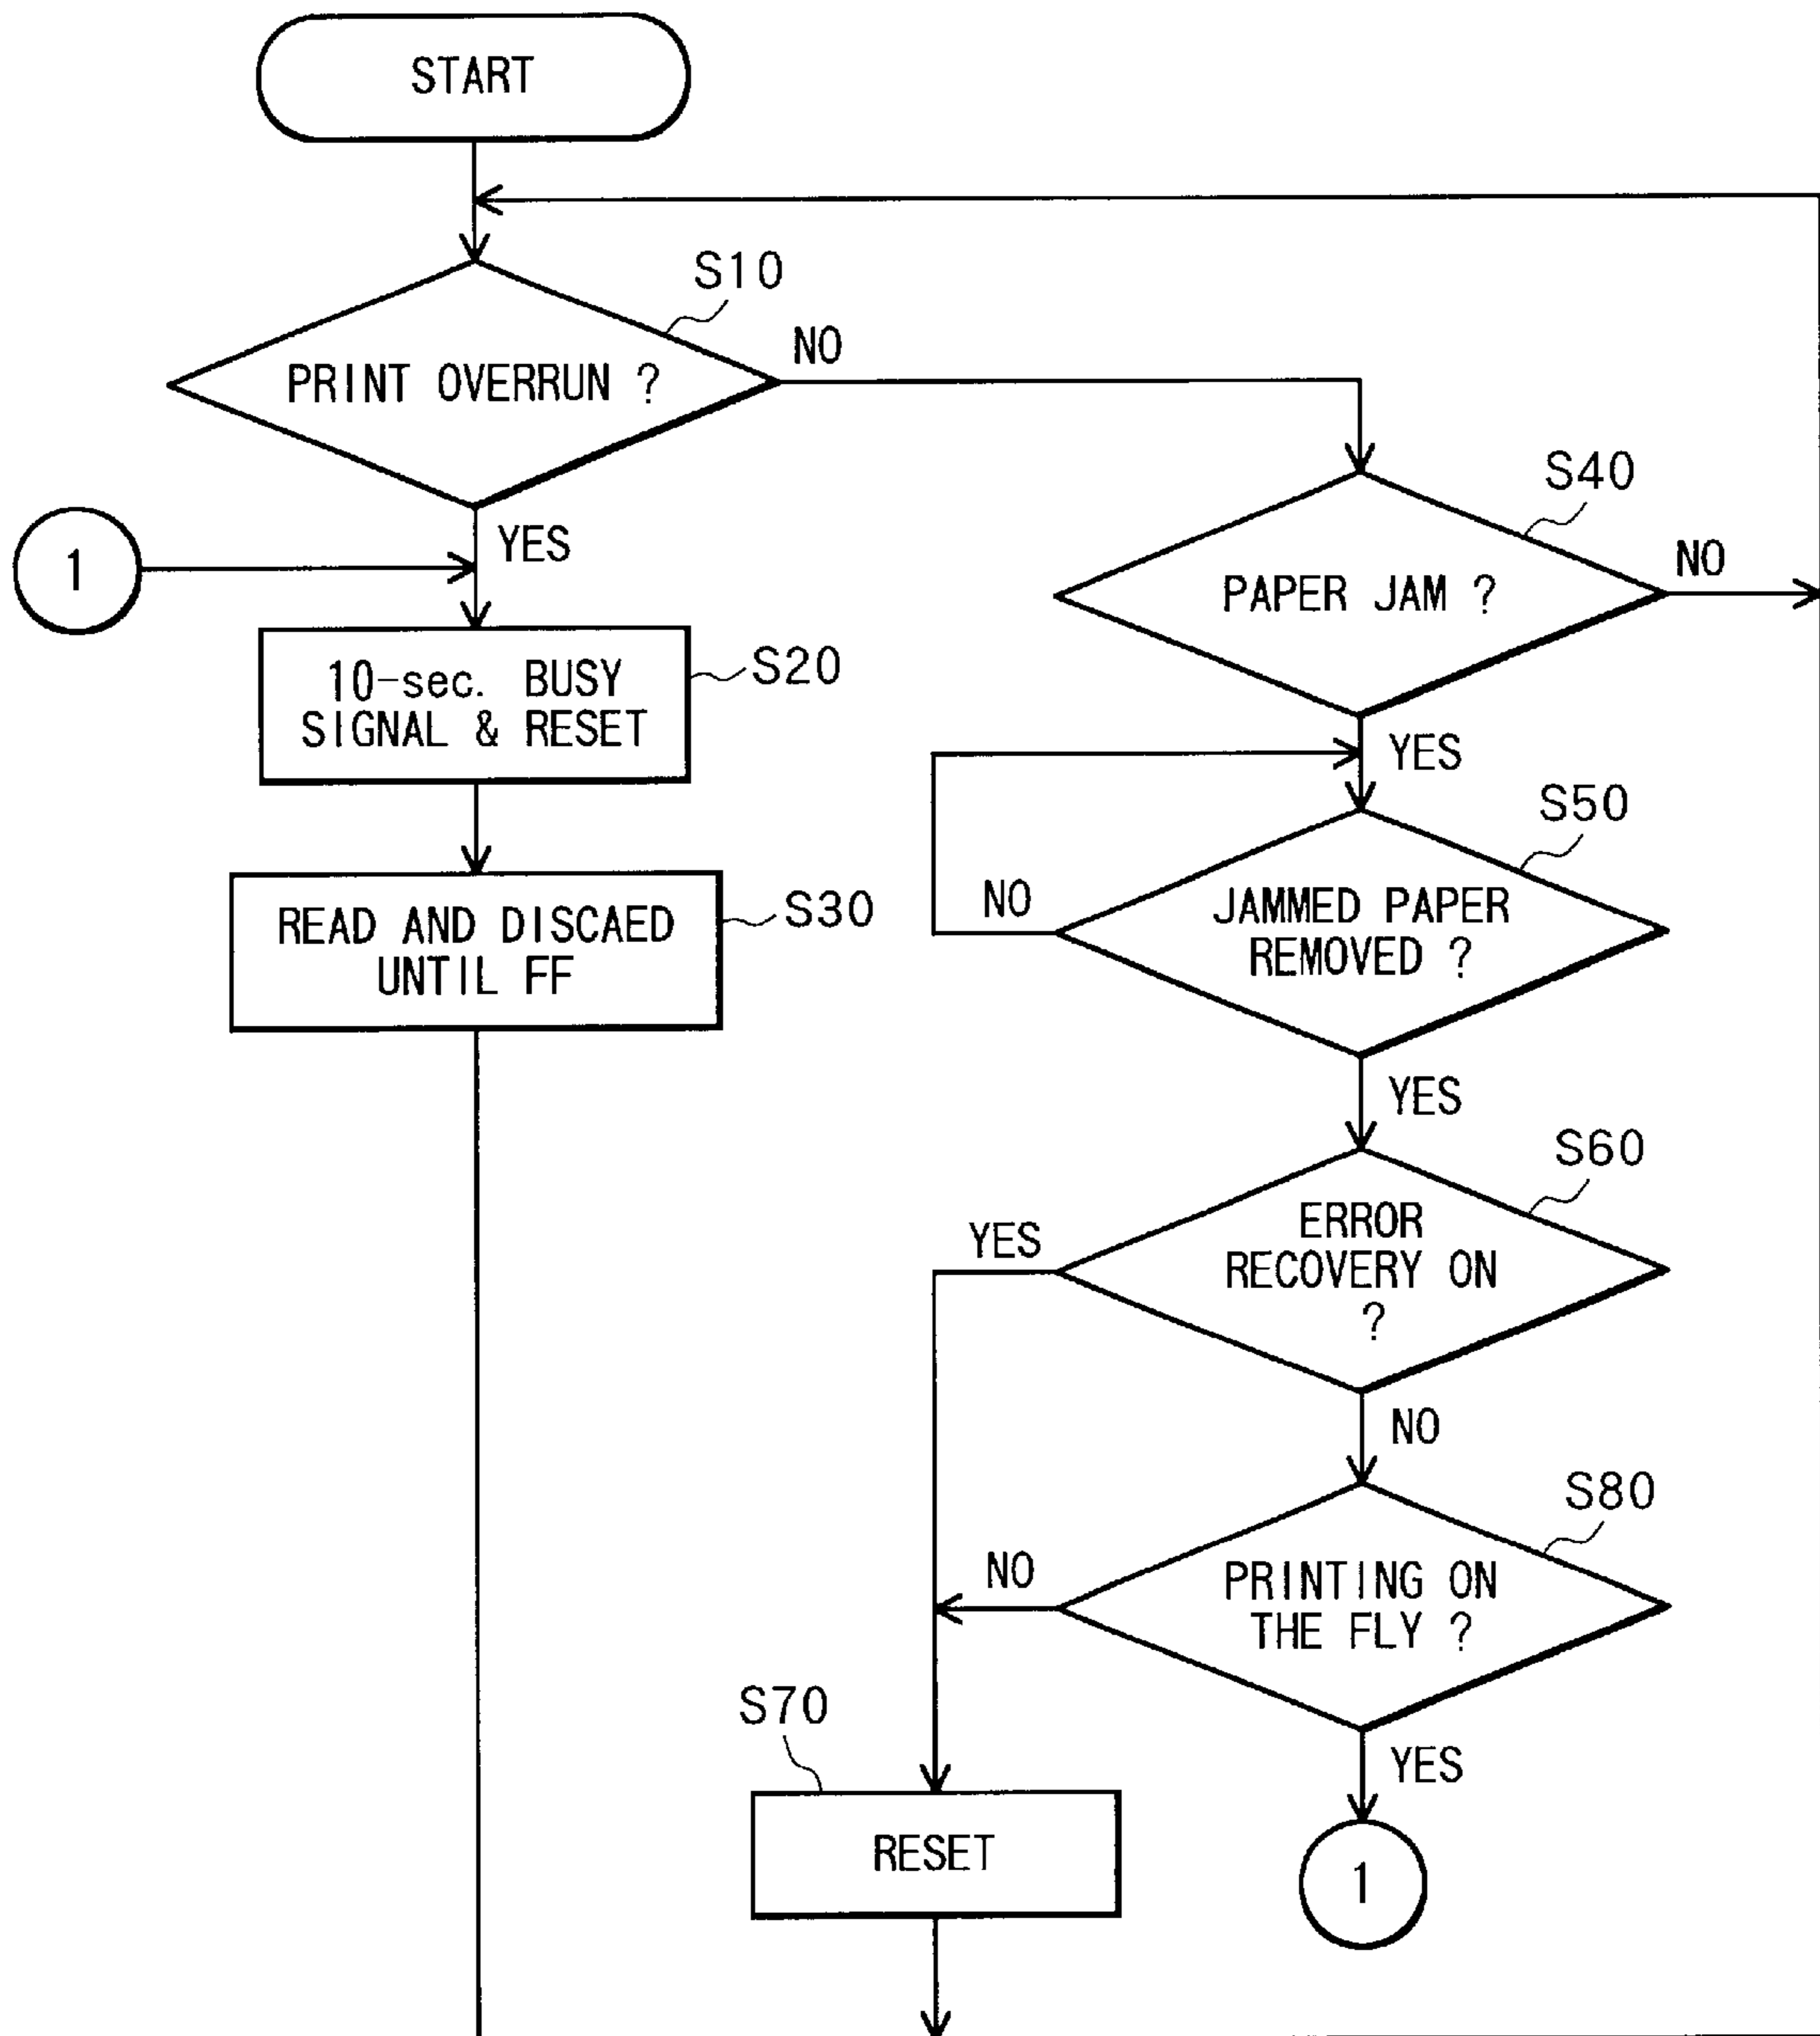 START
S10
PRINT OVERRUN ?
NO
YES
1
S40
PAPER JAM ?
NO
YES
10-sec. BUSY
SIGNAL & RESET
S20
READ AND DISCAED
UNTIL FF
S30
S50
JAMMED PAPER
REMOVED ?
NO
YES
S60
ERROR
RECOVERY ON
?
YES
NO
S80
PRINTING ON
THE FLY ?
NO
YES
S70
RESET
1